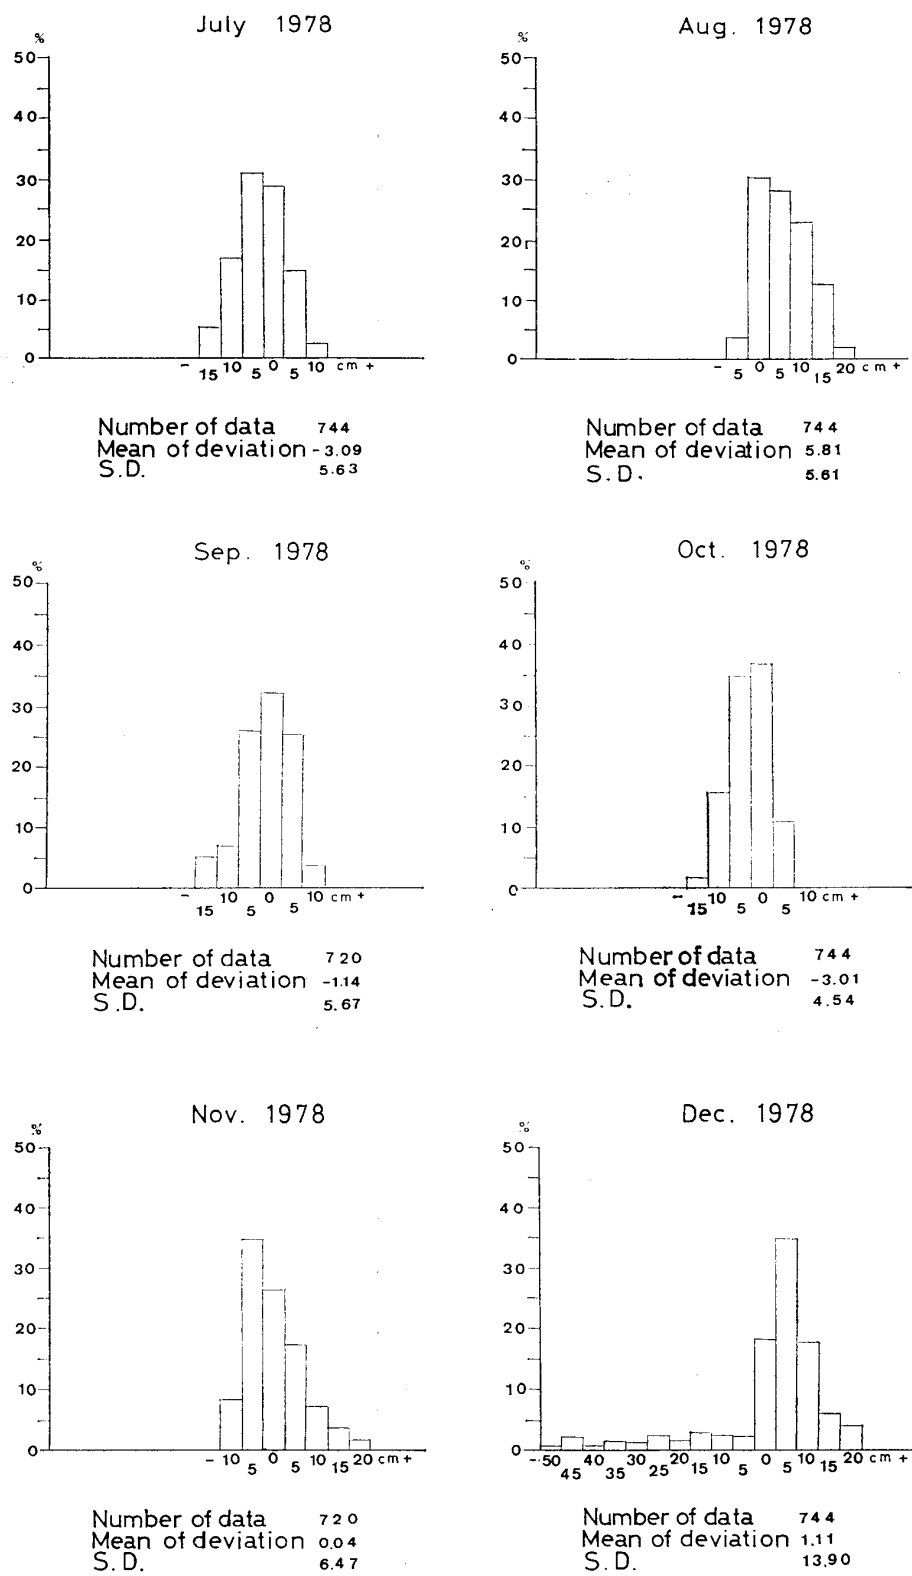 July 1978
%
50
40
30
20
10
0
- 15 10 5 0 5 10 cm +
Number of data 744
Mean of deviation -3.09
S.D. 5.63
Aug. 1978
%
50
40
30
20
10
0
- 5 0 5 10 15 20 cm +
Number of data 744
Mean of deviation 5.81
S.D. 5.61
Sep. 1978
%
50
40
30
20
10
0
- 15 10 5 0 5 10 cm +
Number of data 720
Mean of deviation -1.14
S.D. 5.67
Oct. 1978
%
50
40
30
20
10
0
- 15 10 5 0 5 10 cm +
Number of data 744
Mean of deviation -3.01
S.D. 4.54
Nov. 1978
%
50
40
30
20
10
0
- 10 5 0 5 10 15 20 cm +
Number of data 720
Mean of deviation 0.04
S.D. 6.47
Dec. 1978
%
50
40
30
20
10
0
-50 45 40 35 30 25 20 15 10 5 0 5 10 15 20 cm +
Number of data 744
Mean of deviation 1.11
S.D. 13.90